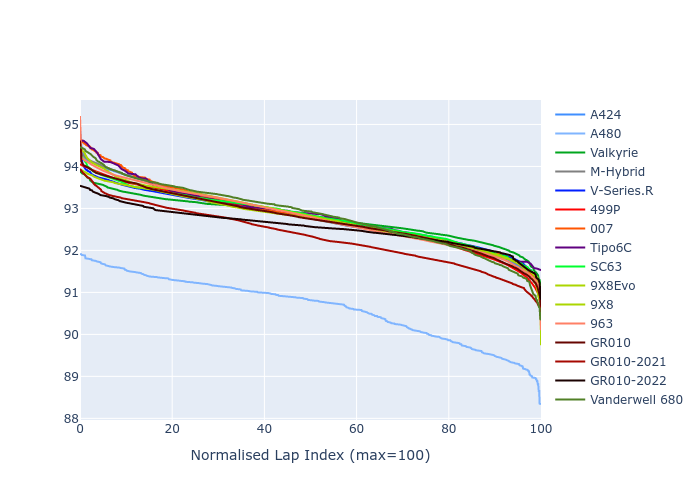 95
94
93
92
91
90
89
88
0
20
40
60
80
100
Normalised Lap Index (max=100)
A424
A480
Valkyrie
M-Hybrid
V-Series.R
499P
007
Tipo6C
SC63
9X8Evo
9X8
963
GR010
GR010-2021
GR010-2022
Vanderwell 680